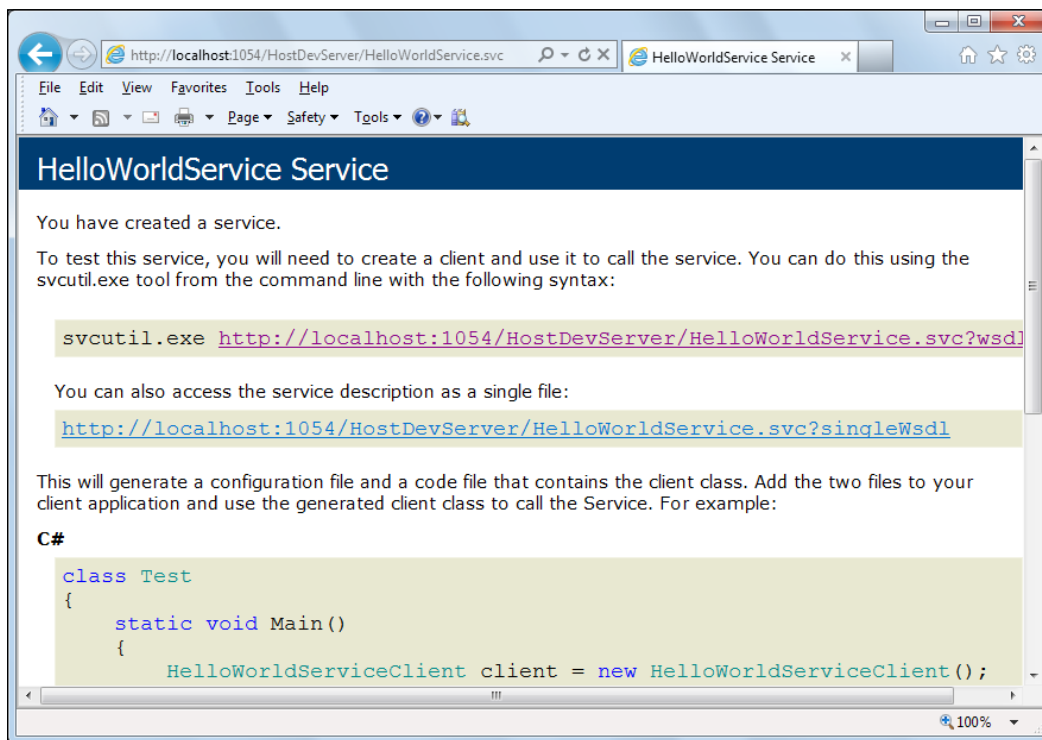 http://localhost:1054/HostDevServer/HelloWorldService.svc
HelloWorldService Service
File Edit View Favorites Tools Help
Page Safety Tools
HelloWorldService Service
You have created a service.
To test this service, you will need to create a client and use it to call the service. You can do this using the
svcutil.exe tool from the command line with the following syntax:
svcutil.exe http://localhost:1054/HostDevServer/HelloWorldService.svc?wsdl
You can also access the service description as a single file:
http://localhost:1054/HostDevServer/HelloWorldService.svc?singleWsdl
This will generate a configuration file and a code file that contains the client class. Add the two files to your
client application and use the generated client class to call the Service. For example:
C#
class Test
{
static void Main()
{
HelloWorldServiceClient client = new HelloWorldServiceClient();
100%